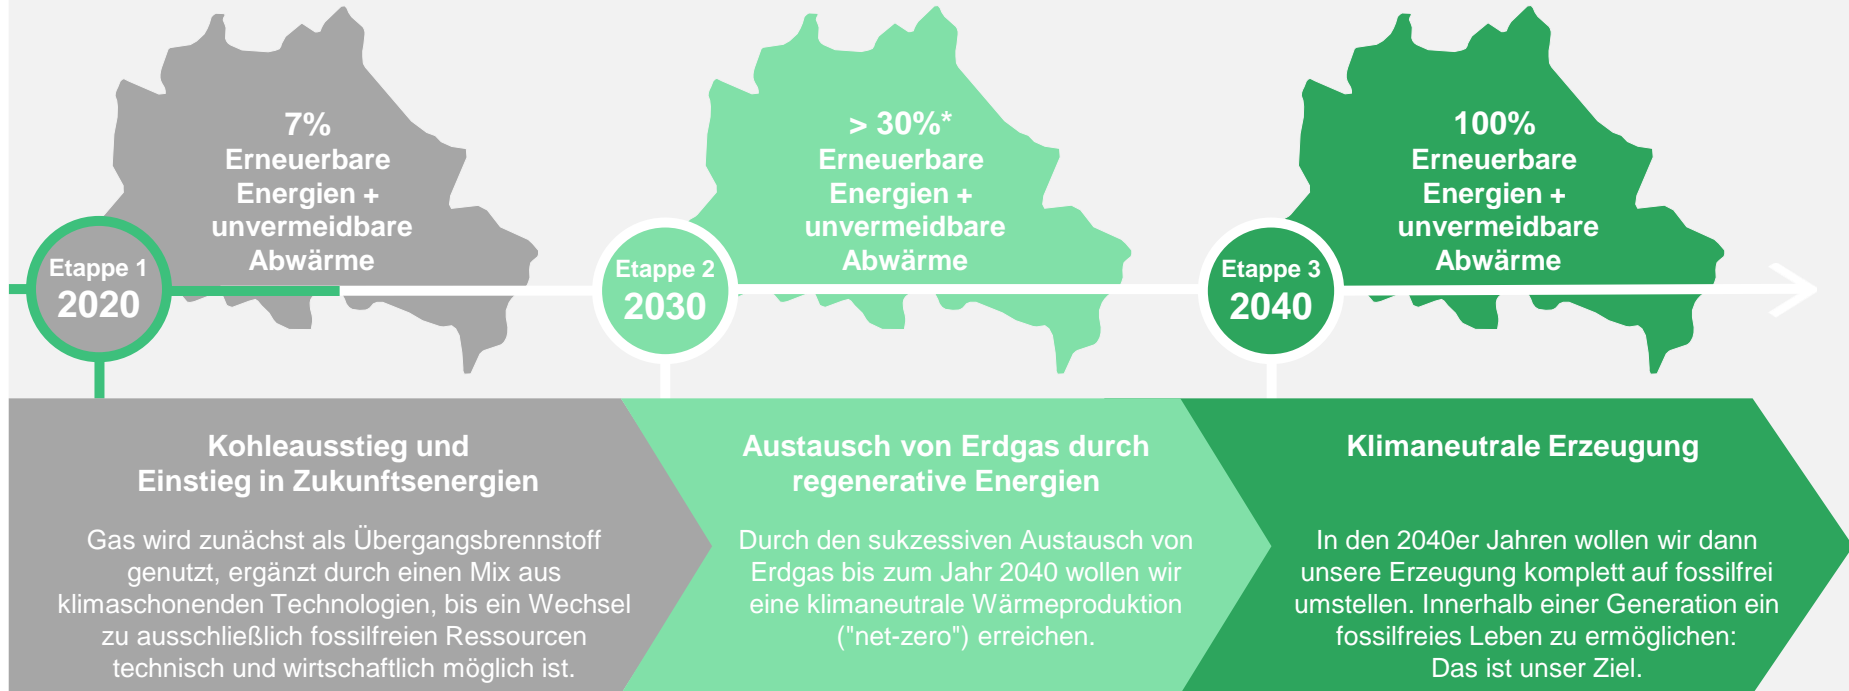 7%
Erneuerbare
Energien +
unvermeidbare
Abwärme
> 30%*
Erneuerbare
Energien +
unvermeidbare
Abwärme
100%
Erneuerbare
Energien +
unvermeidbare
Abwärme
Etappe 1
2020
Etappe 2
2030
Etappe 3
2040
Kohleausstieg und
Einstieg in Zukunftsenergien
Gas wird zunächst als Übergangsbrennstoff
genutzt, ergänzt durch einen Mix aus
klimaschonenden Technologien, bis ein Wechsel
zu ausschließlich fossilfreien Ressourcen
technisch und wirtschaftlich möglich ist.
Austausch von Erdgas durch
regenerative Energien
Durch den sukzessiven Austausch von
Erdgas bis zum Jahr 2040 wollen wir
eine klimaneutrale Wärmeproduktion
("net-zero") erreichen.
Klimaneutrale Erzeugung
In den 2040er Jahren wollen wir dann
unsere Erzeugung komplett auf fossilfrei
umstellen. Innerhalb einer Generation ein
fossilfreies Leben zu ermöglichen:
Das ist unser Ziel.